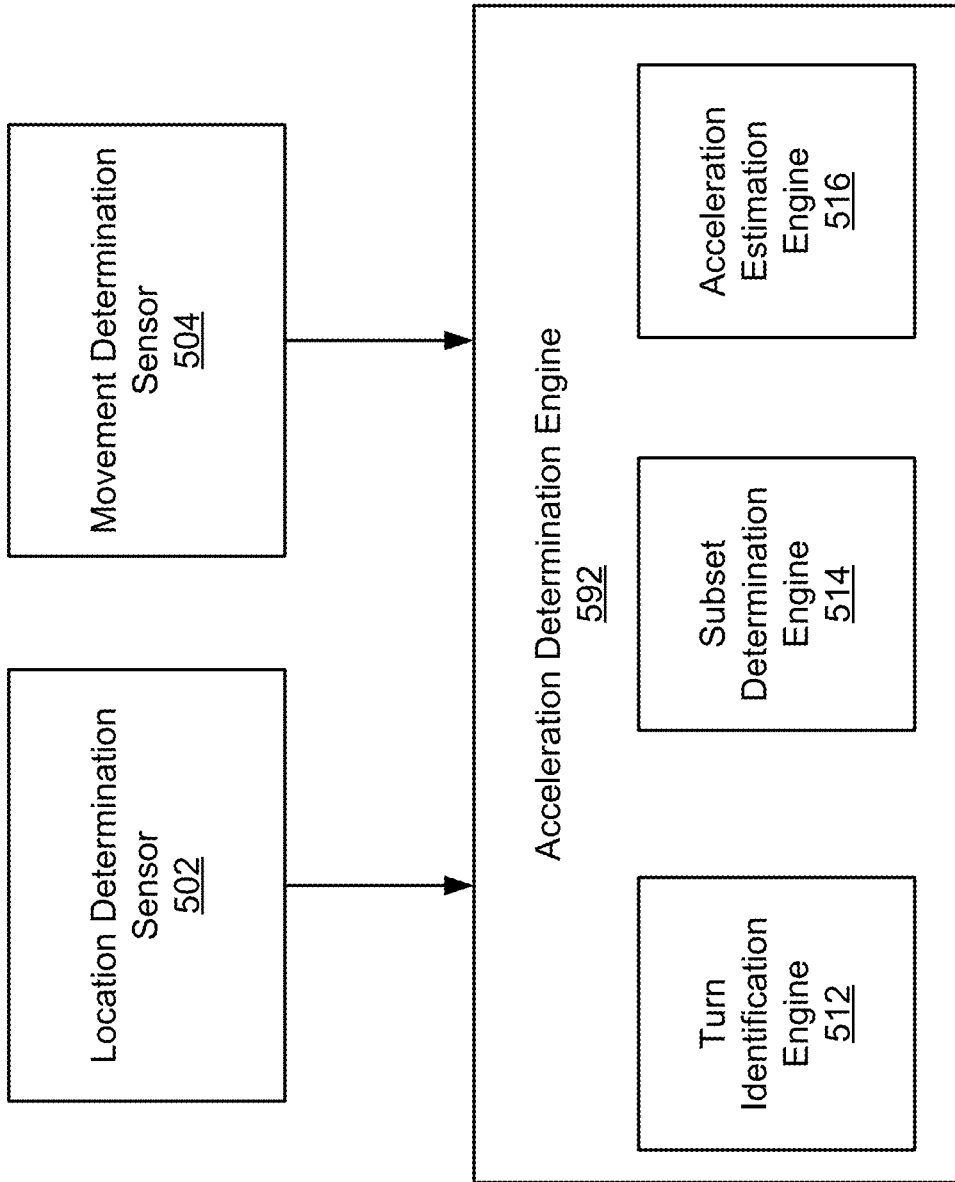 Location Determination
Sensor
502
Movement Determination
Sensor
504
Acceleration Determination Engine
592
Turn
Identification
Engine
512
Subset
Determination
Engine
514
Acceleration
Estimation
Engine
516